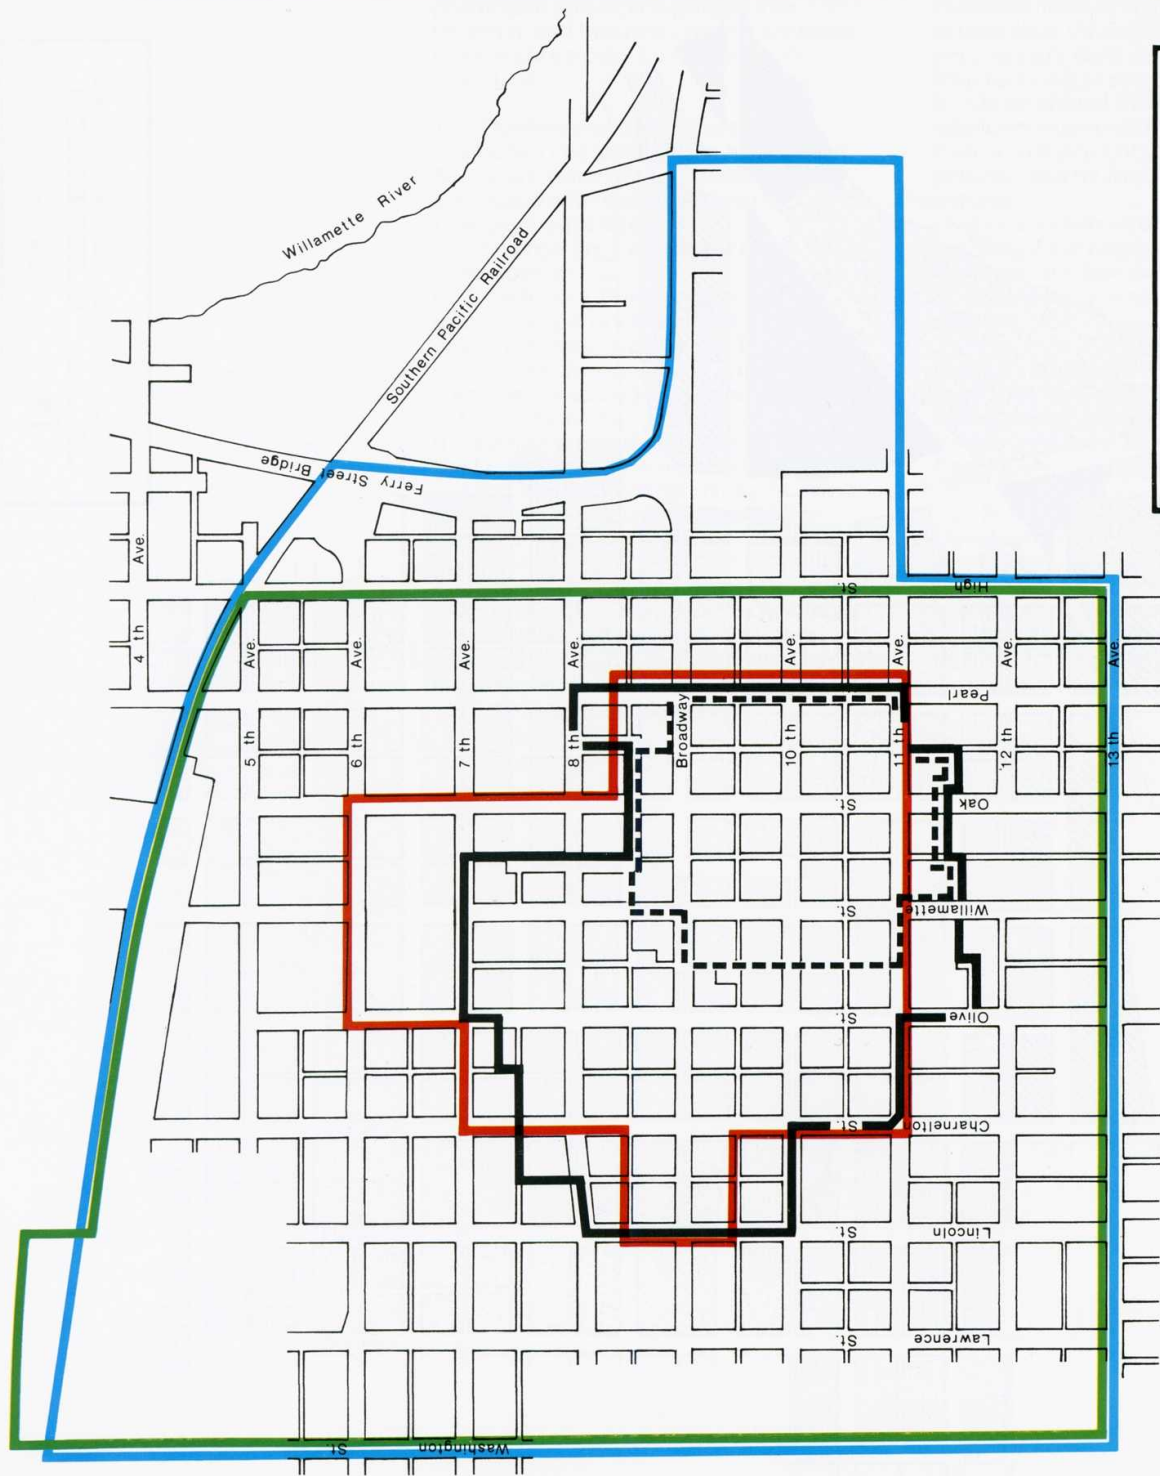 Willamette River
Southern Pacific Railroad
Ferry Street Bridge
4 th Ave.
5 th Ave.
6 th Ave.
7 th Ave.
8 th Ave.
Broadway
10 th Ave.
11 th Ave.
12 th Ave.
13 th Ave.
High St.
Pearl
Oak St.
Willamette St.
Olive St.
Charnelton St.
Lincoln St.
Lawrence St.
Washington St.